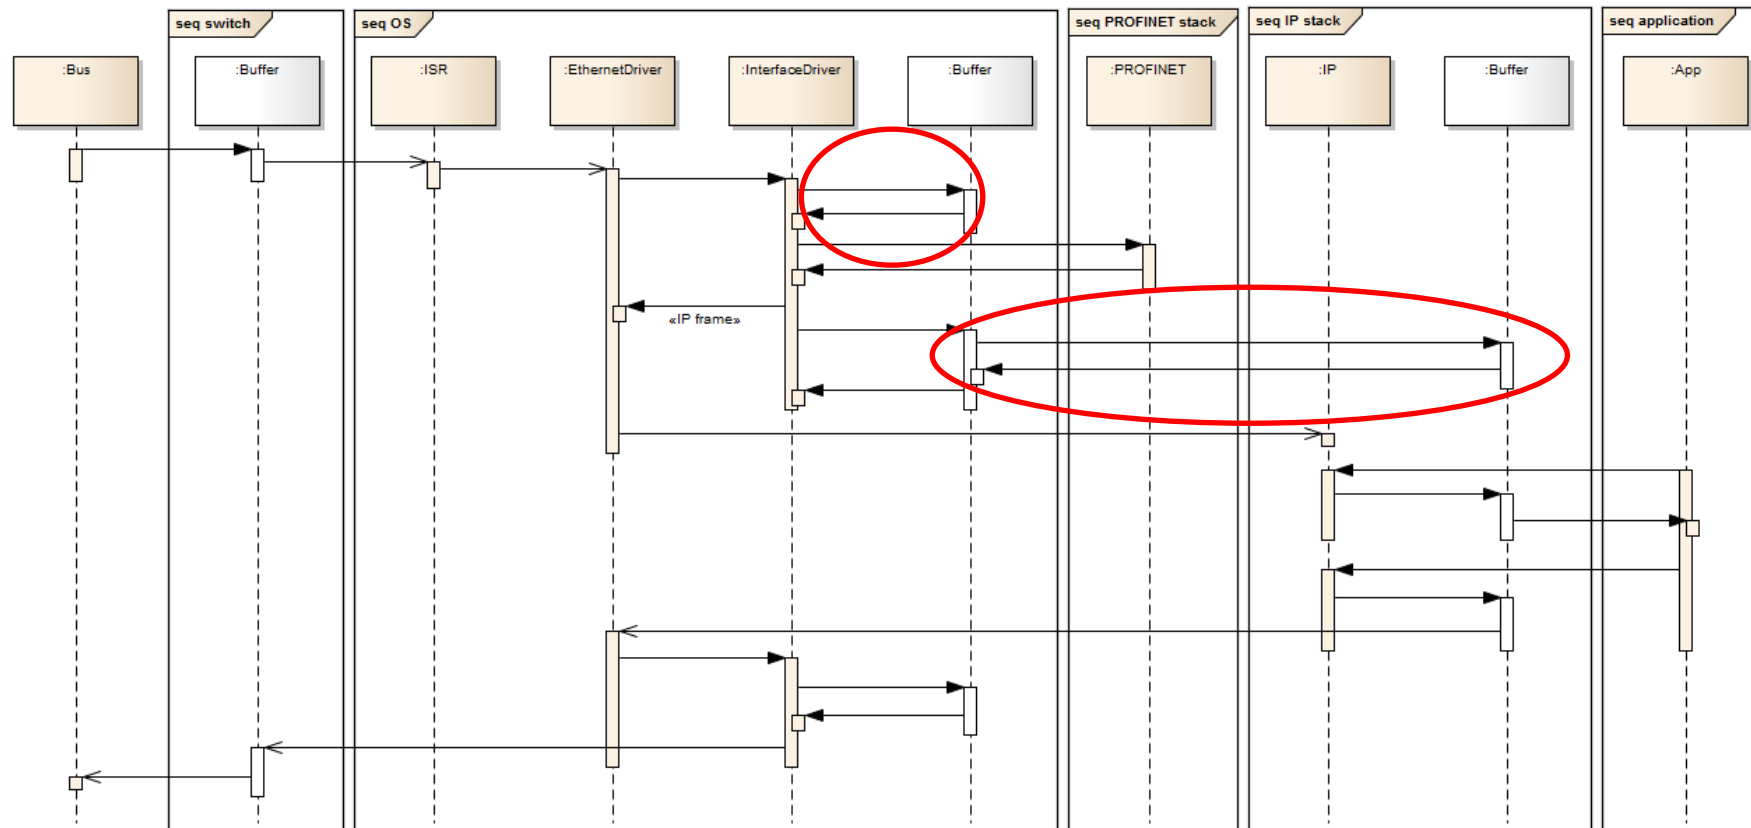 seq switch
seq OS
seq PROFINET stack
seq IP stack
seq application
:Bus
:Buffer
:ISR
:EthernetDriver
:InterfaceDriver
:Buffer
:PROFINET
:IP
:Buffer
:App
«IP frame»